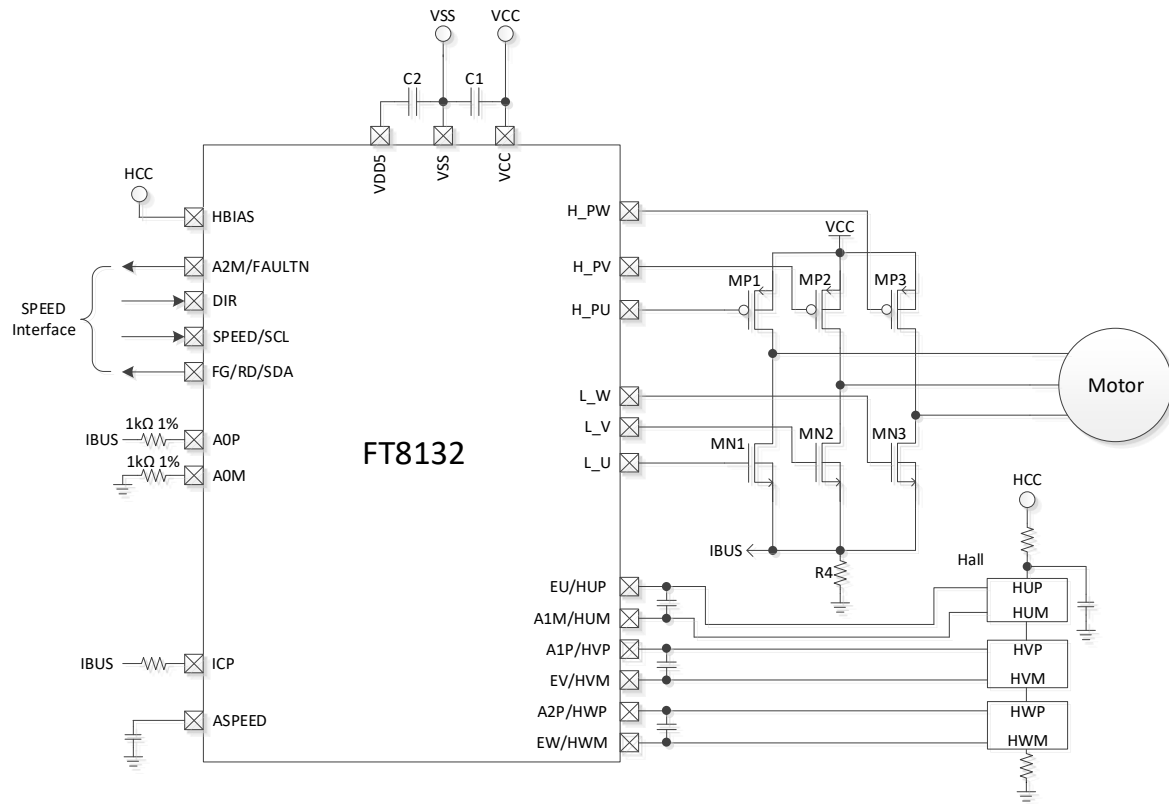 VSS
VCC
C2
C1
VDD5
VSS
VCC
HCC
HBIAS
H_PW
VCC
A2M/FAULTN
H_PV
MP1
MP2
MP3
DIR
H_PU
SPEED
Interface
SPEED/SCL
FG/RD/SDA
Motor
L_W
1kΩ 1%
IBUS
A0P
L_V
MN1
MN2
MN3
1kΩ 1%
A0M
FT8132
L_U
HCC
IBUS
R4
Hall
EU/HUP
HUP
A1M/HUM
HUM
IBUS
ICP
A1P/HVP
HVP
EV/HVM
HVM
ASPEED
A2P/HWP
HWP
EW/HWM
HWM